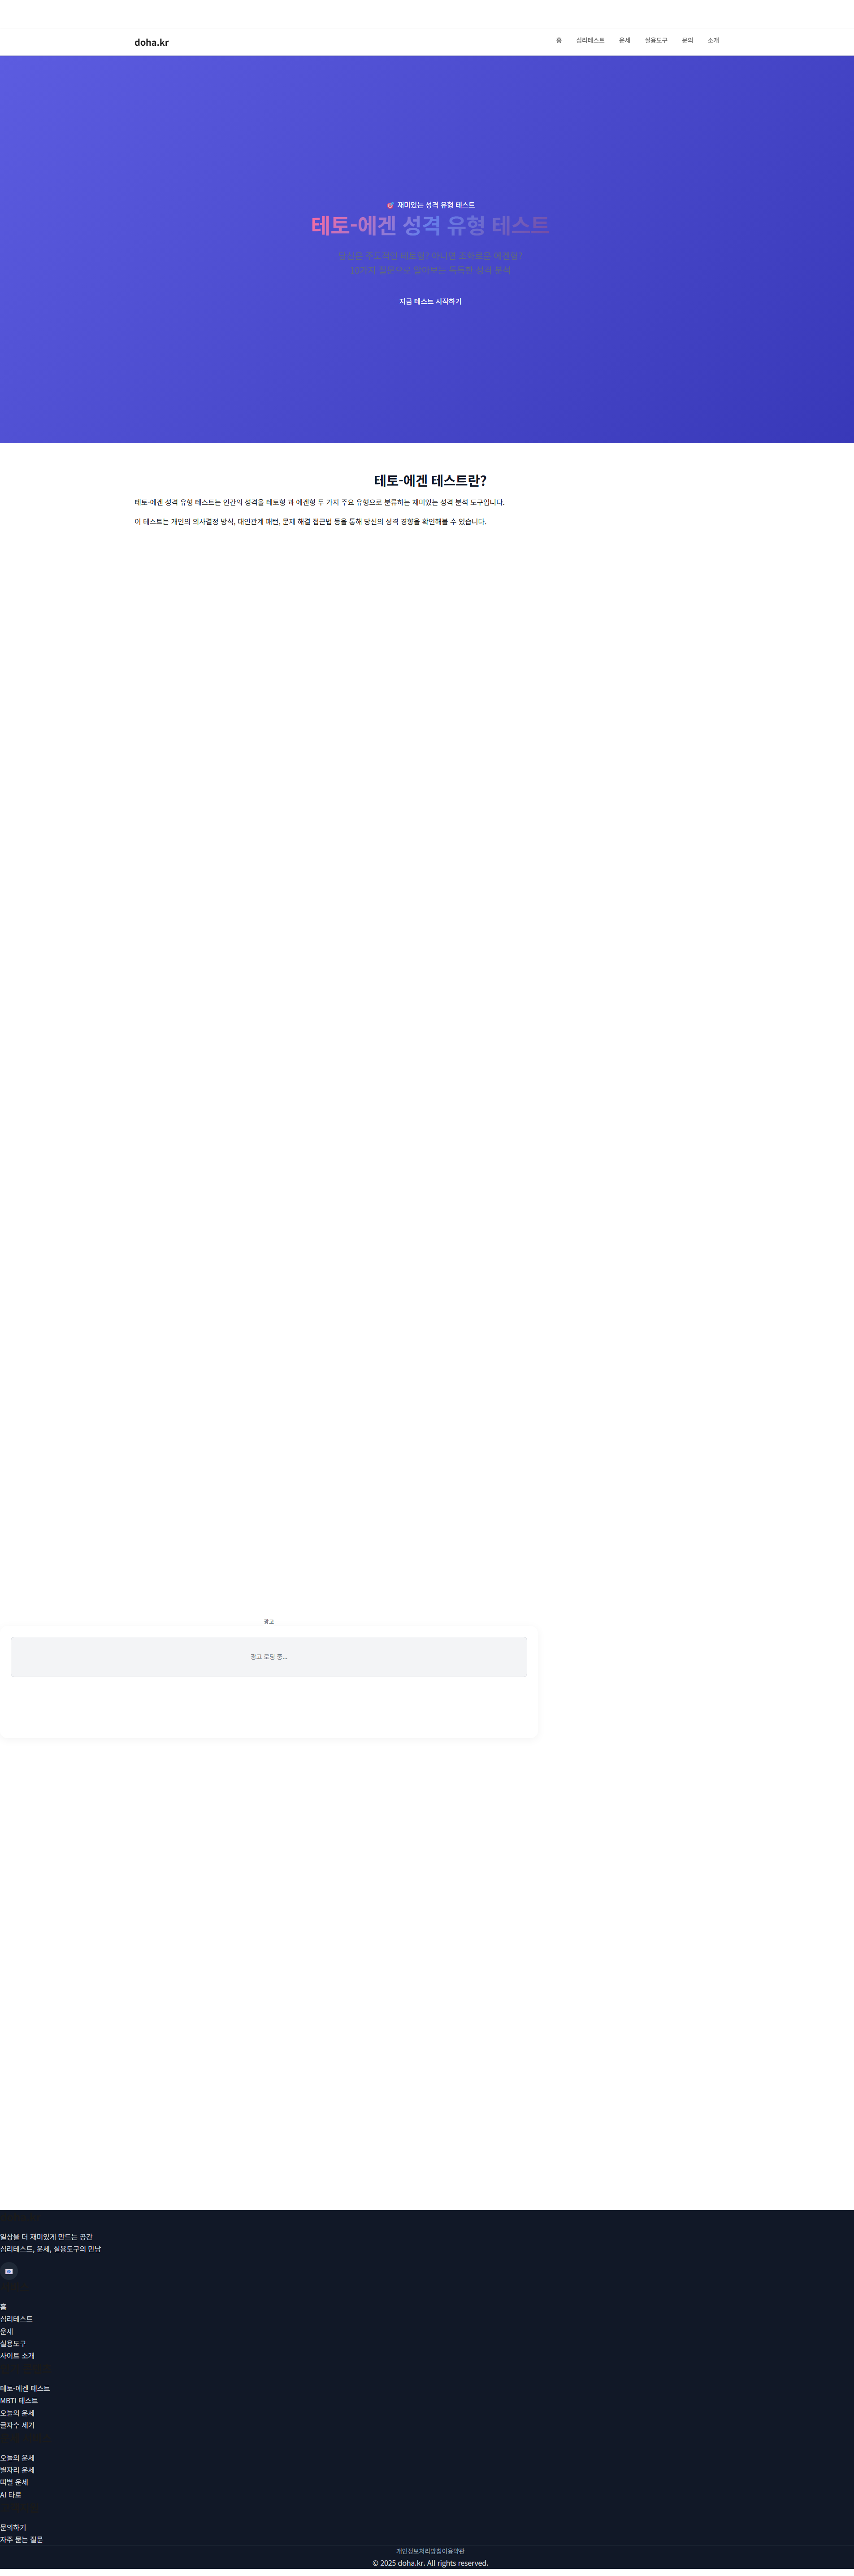 doha.kr
홈 심리테스트 운세 실용도구 문의 소개
🎯 재미있는 성격 유형 테스트
테토-에겐 성격 유형 테스트
당신은 주도적인 테토형? 아니면 조화로운 에겐형?
10가지 질문으로 알아보는 독특한 성격 분석
지금 테스트 시작하기
테토-에겐 테스트란?
테토-에겐 성격 유형 테스트는 인간의 성격을 테토형 과 에겐형 두 가지 주요 유형으로 분류하는 재미있는 성격 분석 도구입니다.
이 테스트는 개인의 의사결정 방식, 대인관계 패턴, 문제 해결 접근법 등을 통해 당신의 성격 경향을 확인해볼 수 있습니다.
광고
광고 로딩 중...
일상을 더 재미있게 만드는 공간
심리테스트, 운세, 실용도구의 만남
홈
심리테스트
운세
실용도구
사이트 소개
테토-에겐 테스트
MBTI 테스트
오늘의 운세
글자수 세기
오늘의 운세
별자리 운세
띠별 운세
AI 타로
문의하기
자주 묻는 질문
개인정보처리방침이용약관
© 2025 doha.kr. All rights reserved.